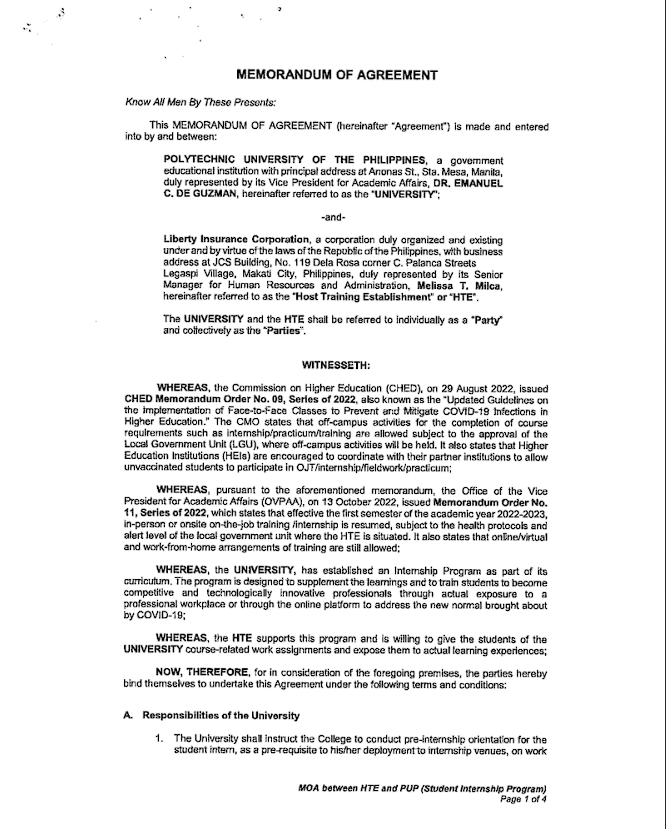 MEMORANDUM OF AGREEMENT
Know All Men By These Presents:
This MEMORANDUM OF AGREEMENT (hereinafter "Agreement") is made and entered
into by and between:
POLYTECHNIC UNIVERSITY OF THE PHILIPPINES, a government
educational institution with principal address at Anonas St., Sta. Mesa, Manila,
duly represented by its Vice President for Academic Affairs, DR. EMANUEL
C. DE GUZMAN, hereinafter referred to as the "UNIVERSITY";
-and-
Liberty Insurance Corporation, a corporation duly organized and existing
under and by virtue of the laws of the Republic of the Philippines, with business
address at JCS Building, No. 119 Dela Rosa corner C. Palanca Streets
Legaspi Village, Makati City, Philippines, duly represented by its Senior
Manager for Human Resources and Administration, Melissa T. Milca,
hereinafter referred to as the "Host Training Establishment" or "HTE".
The UNIVERSITY and the HTE shall be referred to individually as a "Party"
and collectively as the "Parties".
WITNESSETH:
WHEREAS, the Commission on Higher Education (CHED), on 29 August 2022, issued
CHED Memorandum Order No. 09, Series of 2022, also known as the "Updated Guidelines on
the Implementation of Face-to-Face Classes to Prevent and Mitigate COVID-19 Infections in
Higher Education." The CMO states that off-campus activities for the completion of course
requirements such as internship/practicum/training are allowed subject to the approval of the
Local Government Unit (LGU), where off-campus activities will be held. It also states that Higher
Education Institutions (HEIs) are encouraged to coordinate with their partner institutions to allow
unvaccinated students to participate in OJT/internship/fieldwork/practicum;
WHEREAS, pursuant to the aforementioned memorandum, the Office of the Vice
President for Academic Affairs (OVPAA), on 13 October 2022, issued Memorandum Order No.
11, Series of 2022, which states that effective the first semester of the academic year 2022-2023,
in-person or onsite on-the-job training /internship is resumed, subject to the health protocols and
alert level of the local government unit where the HTE is situated. It also states that online/virtual
and work-from-home arrangements of training are still allowed;
WHEREAS, the UNIVERSITY, has established an Internship Program as part of its
curriculum. The program is designed to supplement the learnings and to train students to become
competitive and technologically innovative professionals through actual exposure to a
professional workplace or through the online platform to address the new normal brought about
by COVID-19;
WHEREAS, the HTE supports this program and is willing to give the students of the
UNIVERSITY course-related work assignments and expose them to actual learning experiences;
NOW, THEREFORE, for in consideration of the foregoing premises, the parties hereby
bind themselves to undertake this Agreement under the following terms and conditions:
A. Responsibilities of the University
1. The University shall instruct the College to conduct pre-internship orientation for the
student intern, as a pre-requisite to his/her deployment to internship venues, on work
MOA between HTE and PUP (Student Internship Program)
Page 1 of 4